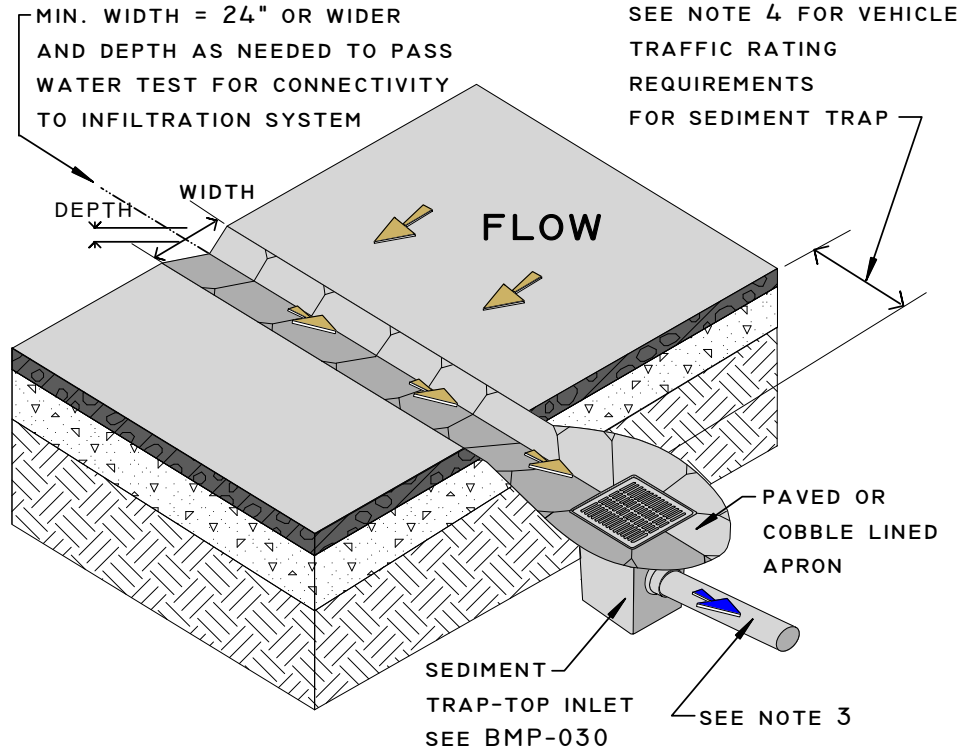 MIN. WIDTH = 24" OR WIDER
AND DEPTH AS NEEDED TO PASS
WATER TEST FOR CONNECTIVITY
TO INFILTRATION SYSTEM
SEE NOTE 4 FOR VEHICLE
TRAFFIC RATING
REQUIREMENTS
FOR SEDIMENT TRAP
WIDTH
DEPTH
FLOW
PAVED OR
COBBLE LINED
APRON
SEDIMENT
TRAP-TOP INLET
SEE BMP-030
SEE NOTE 3